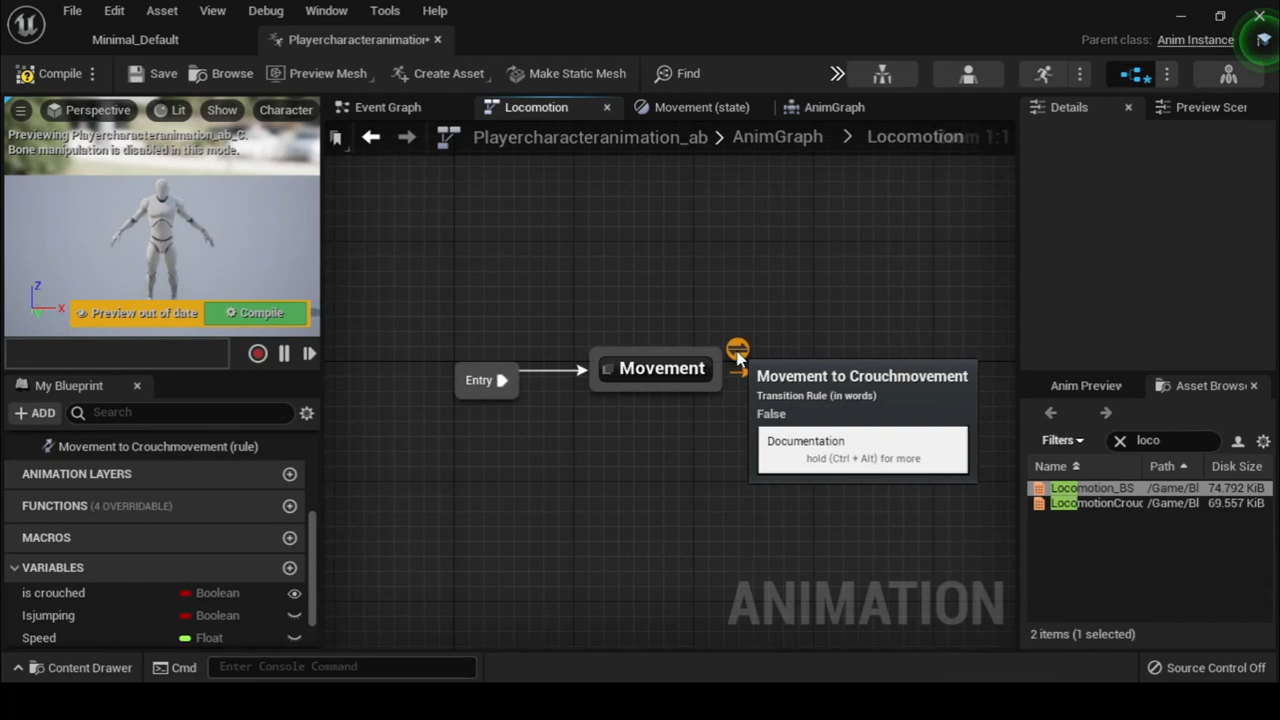 File Edit Asset View Debug Window Tools Help
Minimal_Default
Playercharacteranimation•
Parent class: Anim Instance
Compile
Save
Browse
Preview Mesh
Create Asset
Make Static Mesh
Find
Perspective
Lit
Show
Character
Previewing Playercharacteranimation_ab_C.
Bone manipulation is disabled in this mode.
Z
X
Preview out of date
Compile
Event Graph
Locomotion
Movement (state)
AnimGraph
Playercharacteranimation_ab > AnimGraph > Locomotion
Entry
Movement
Movement to Crouchmovement
Transition Rule (in words)
False
Documentation
hold (Ctrl + Alt) for more
ANIMATION
My Blueprint
ADD
Search
Movement to Crouchmovement (rule)
ANIMATION LAYERS
FUNCTIONS (4 OVERRIDABLE)
MACROS
VARIABLES
is crouched Boolean
Isjumping Boolean
Speed Float
Details
Preview Scen
Anim Preview
Asset Browse
Filters
loco
Name Path Disk Size
Locomotion_BS /Game/Bl 74.792 KiB
LocomotionCrouc /Game/Bl 69.557 KiB
2 items (1 selected)
Content Drawer
Cmd
Enter Console Command
Source Control Off